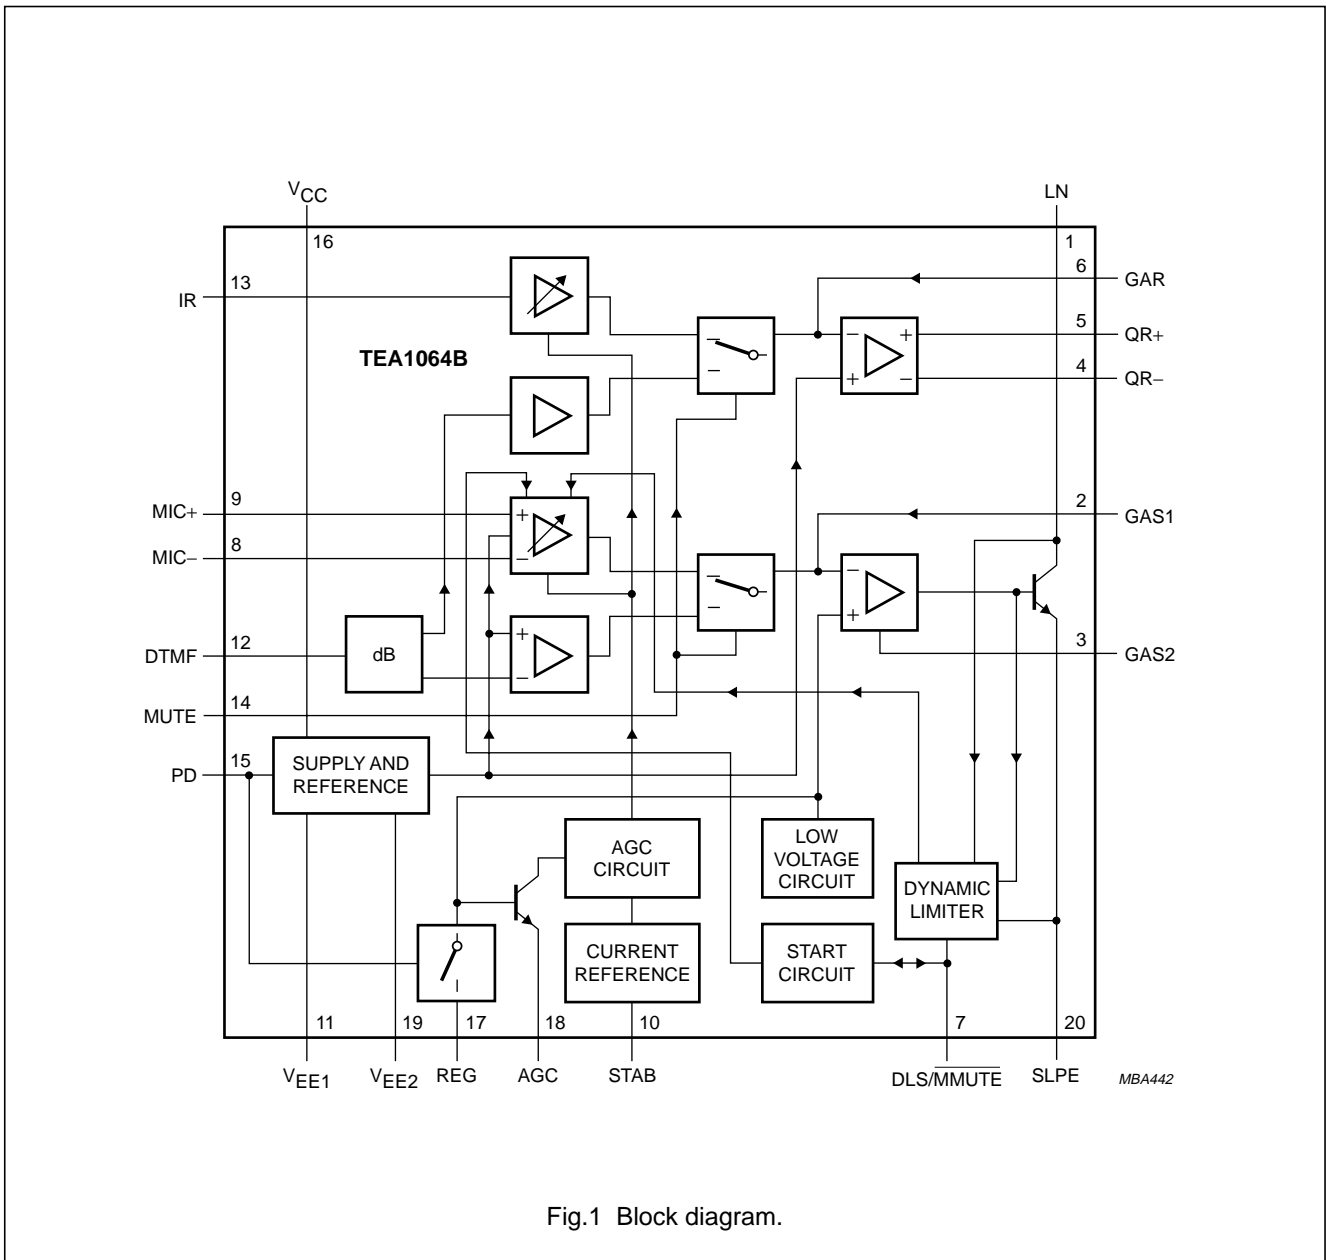 VCC
LN
16
1
6
GAR
13
IR
5
QR+
TEA1064B
4
QR−
+
−
+
−
9
MIC+
2
GAS1
8
MIC−
+
−
−
+
12
DTMF
dB
+
−
3
GAS2
14
MUTE
15
PD
SUPPLY AND
REFERENCE
AGC
CIRCUIT
LOW
VOLTAGE
CIRCUIT
DYNAMIC
LIMITER
CURRENT
REFERENCE
START
CIRCUIT
11
19
17
18
10
7
20
VEE1
VEE2
REG
AGC
STAB
DLS/M̅M̅U̅T̅E̅
SLPE
MBA442
Fig.1 Block diagram.